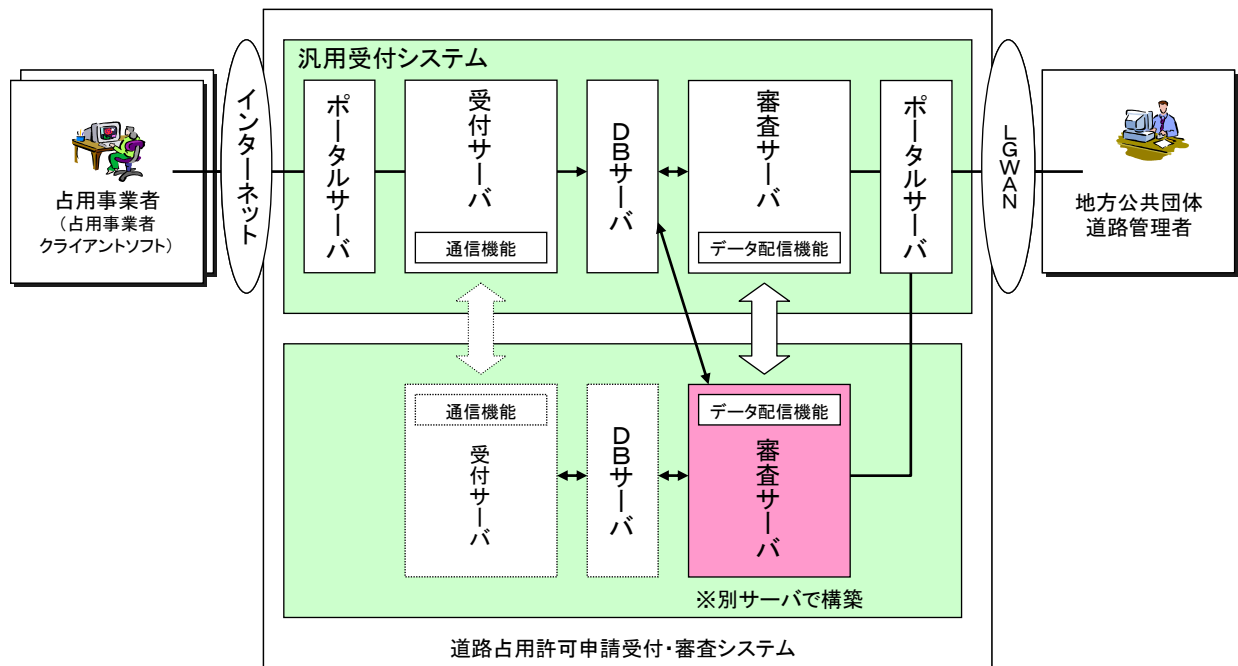 汎用受付システム
占用事業者
（占用事業者
クライアントソフト）
インターネット
ポータルサーバ
受付サーバ
通信機能
DBサーバ
審査サーバ
データ配信機能
ポータルサーバ
LGWAN
地方公共団体
道路管理者
通信機能
受付サーバ
DBサーバ
データ配信機能
審査サーバ
※別サーバで構築
道路占用許可申請受付・審査システム